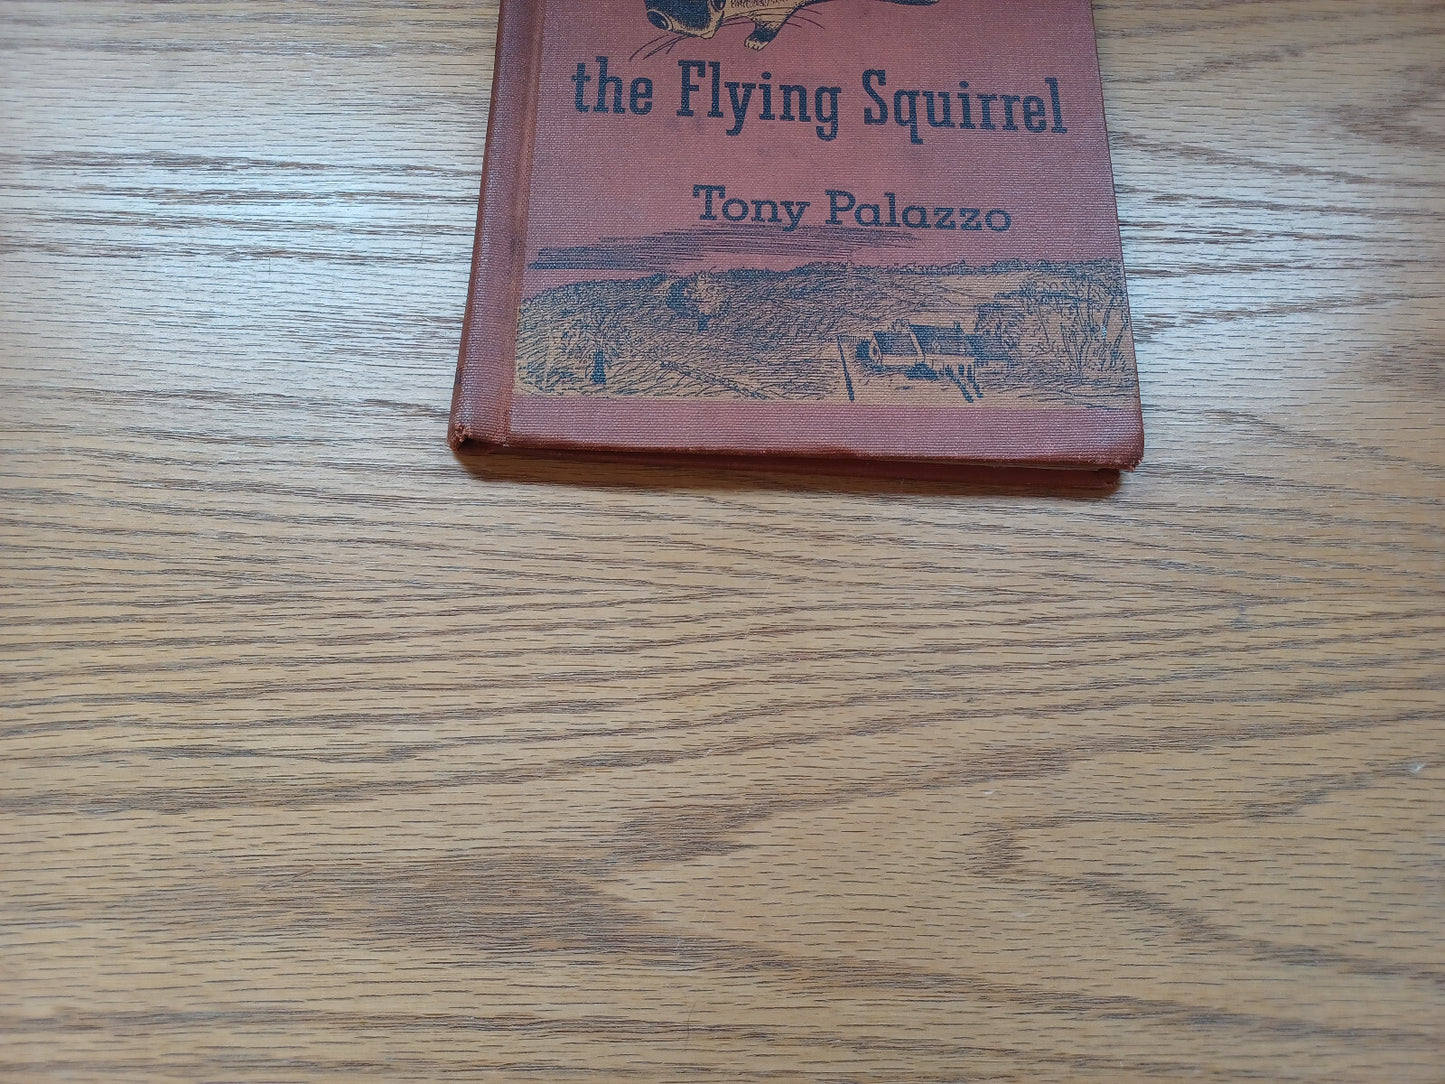 the Flying Squirrel
Tony Palazzo